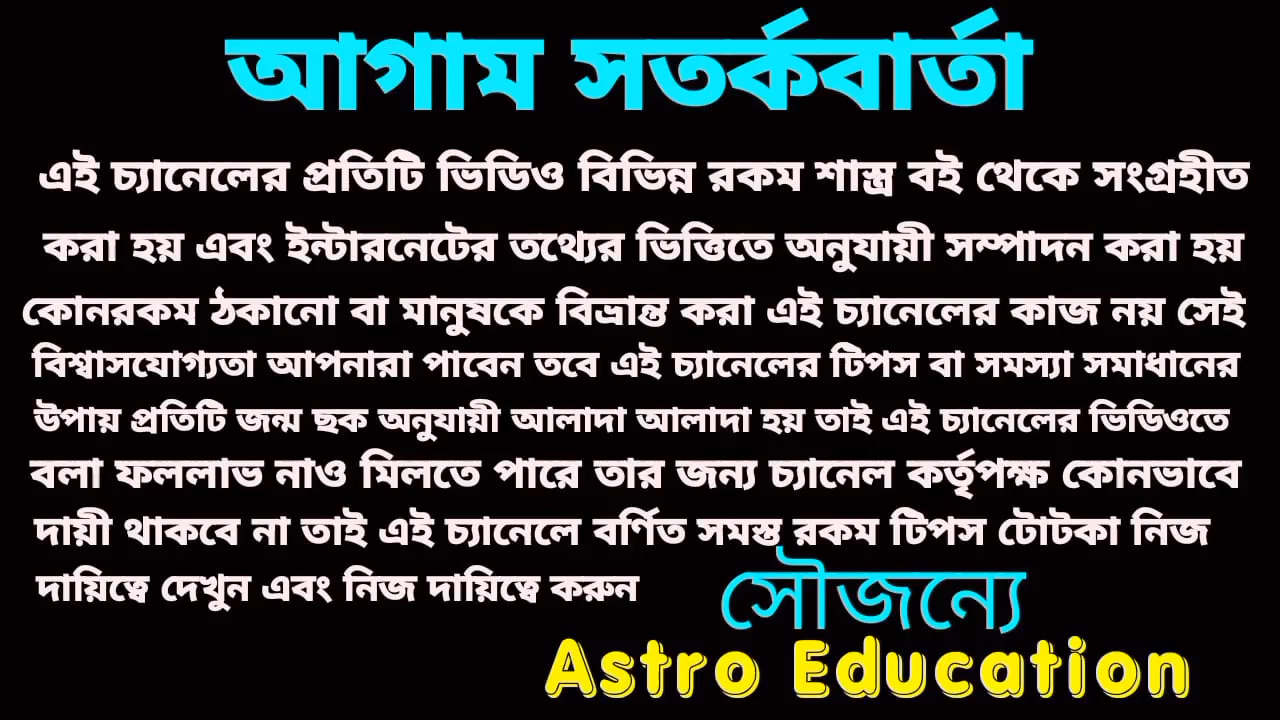 আগাম সতর্কবার্তা
এই চ্যানেলের প্রতিটি ভিডিও বিভিন্ন রকম শাস্ত্র বই থেকে সংগ্রহীত
করা হয় এবং ইন্টারনেটের তথ্যের ভিত্তিতে অনুযায়ী সম্পাদন করা হয়
কোনরকম ঠকানো বা মানুষকে বিভ্রান্ত করা এই চ্যানেলের কাজ নয় সেই
বিশ্বাসযোগ্যতা আপনারা পাবেন তবে এই চ্যানেলের টিপস বা সমস্যা সমাধানের
উপায় প্রতিটি জন্ম ছক অনুযায়ী আলাদা আলাদা হয় তাই এই চ্যানেলের ভিডিওতে
বলা ফললাভ নাও মিলতে পারে তার জন্য চ্যানেল কর্তৃপক্ষ কোনভাবে
দায়ী থাকবে না তাই এই চ্যানেলে বর্ণিত সমস্ত রকম টিপস টোটকা নিজ
দায়িত্বে দেখুন এবং নিজ দায়িত্বে করুন
সৌজন্যে
Astro Education